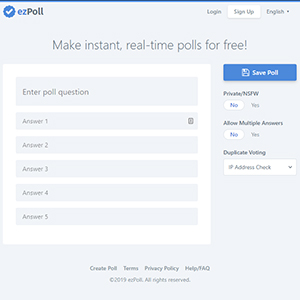 ezPoll
Login Sign Up English
Make instant, real-time polls for free!
Enter poll question
Answer 1
Answer 2
Answer 3
Answer 4
Answer 5
Save Poll
Private/NSFW
No Yes
Allow Multiple Answers
No Yes
Duplicate Voting
IP Address Check
Create Poll Terms Privacy Policy Help/FAQ
©2019 ezPoll. All rights reserved.